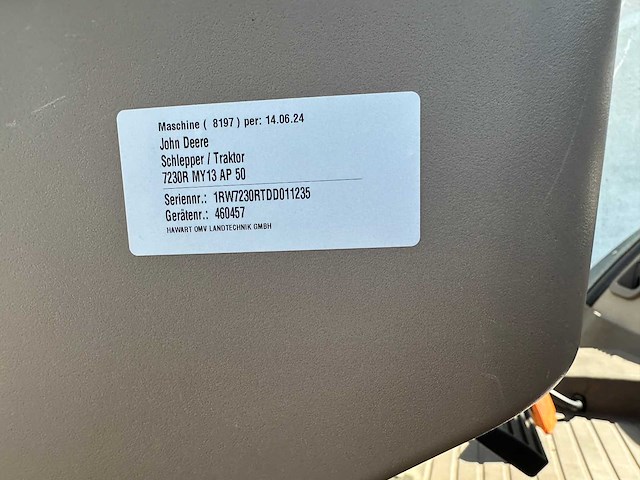 Maschine ( 8197 ) per: 14.06.24
John Deere
Schlepper / Traktor
7230R MY13 AP 50
Seriennr.: 1RW7230RTDD011235
Gerätenr.: 460457
HAWART OMV LANDTECHNIK GMBH